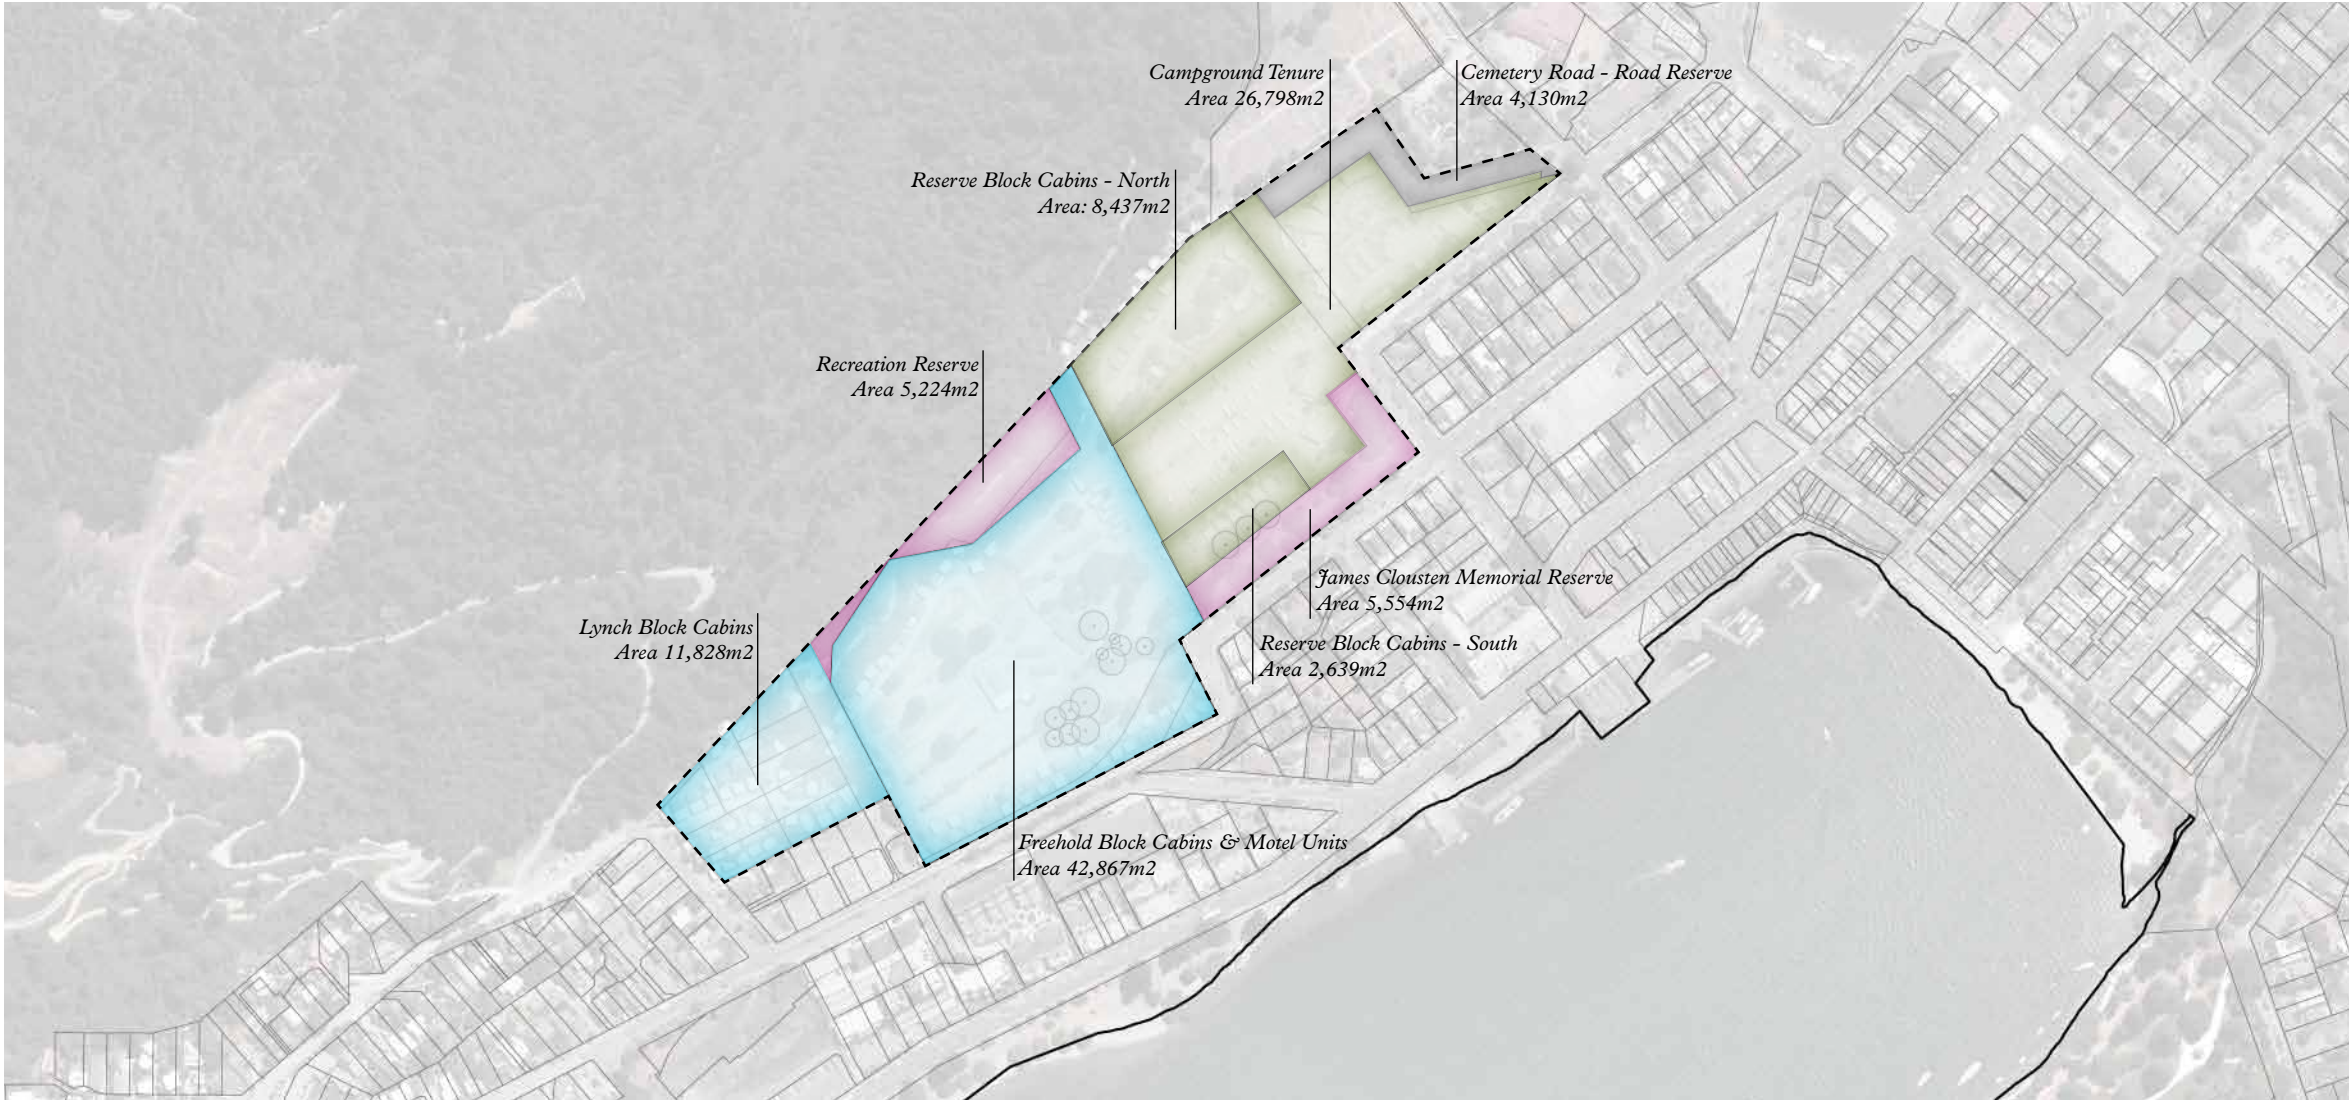 Campground Tenure
Area 26,798m2
Cemetery Road - Road Reserve
Area 4,130m2
Reserve Block Cabins - North
Area: 8,437m2
Recreation Reserve
Area 5,224m2
James Clousten Memorial Reserve
Area 5,554m2
Lynch Block Cabins
Area 11,828m2
Reserve Block Cabins - South
Area 2,639m2
Freehold Block Cabins & Motel Units
Area 42,867m2